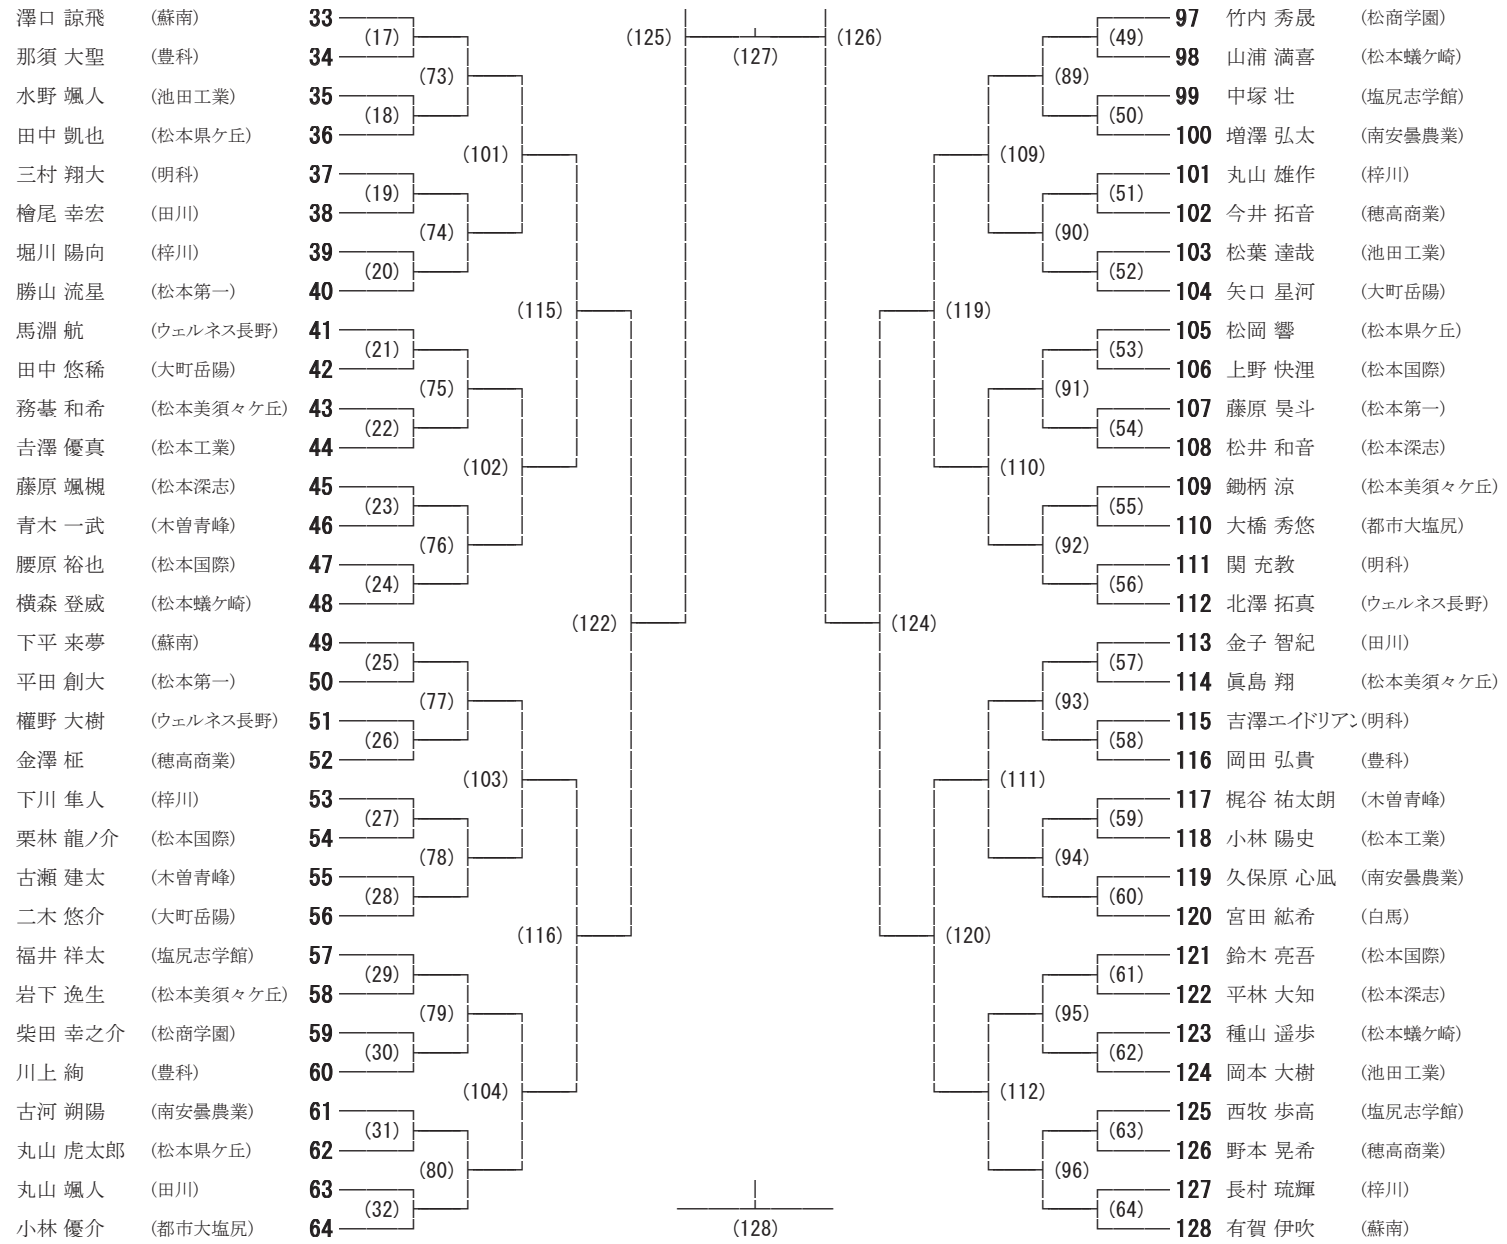 澤口 諒飛 (蘇南) 33
(17)
那須 大聖 (豊科) 34
(73)
水野 颯人 (池田工業) 35
(18)
田中 凱也 (松本県ケ丘) 36
(101)
三村 翔大 (明科) 37
(19)
檜尾 幸宏 (田川) 38
(74)
堀川 陽向 (梓川) 39
(20)
勝山 流星 (松本第一) 40
(115)
馬淵 航 (ウェルネス長野) 41
(21)
田中 悠稀 (大町岳陽) 42
(75)
務䑓 和希 (松本美須々ケ丘) 43
(22)
𠮷澤 優真 (松本工業) 44
(102)
藤原 颯槻 (松本深志) 45
(23)
青木 一武 (木曽青峰) 46
(76)
腰原 裕也 (松本国際) 47
(24)
横森 登威 (松本蟻ケ崎) 48
(122)
下平 来夢 (蘇南) 49
(25)
平田 創大 (松本第一) 50
(77)
權野 大樹 (ウェルネス長野) 51
(26)
金澤 柾 (穂高商業) 52
(103)
下川 隼人 (梓川) 53
(27)
栗林 龍ノ介 (松本国際) 54
(78)
古瀬 建太 (木曽青峰) 55
(28)
二木 悠介 (大町岳陽) 56
(116)
福井 祥太 (塩尻志学館) 57
(29)
岩下 逸生 (松本美須々ケ丘) 58
(79)
柴田 幸之介 (松商学園) 59
(30)
川上 絢 (豊科) 60
(104)
古河 朔陽 (南安曇農業) 61
(31)
丸山 虎太郎 (松本県ケ丘) 62
(80)
丸山 颯人 (田川) 63
(32)
小林 優介 (都市大塩尻) 64
(125)
(127)
(126)
(128)
97 竹内 秀晟 (松商学園)
(49)
98 山浦 満喜 (松本蟻ケ崎)
(89)
99 中塚 壮 (塩尻志学館)
(50)
100 増澤 弘太 (南安曇農業)
(109)
101 丸山 雄作 (梓川)
(51)
102 今井 拓音 (穂高商業)
(90)
103 松葉 達哉 (池田工業)
(52)
104 矢口 星河 (大町岳陽)
(119)
105 松岡 響 (松本県ケ丘)
(53)
106 上野 快浬 (松本国際)
(91)
107 藤原 昊斗 (松本第一)
(54)
108 松井 和音 (松本深志)
(110)
109 鋤柄 涼 (松本美須々ケ丘)
(55)
110 大橋 秀悠 (都市大塩尻)
(92)
111 関 充教 (明科)
(56)
112 北澤 拓真 (ウェルネス長野)
(124)
113 金子 智紀 (田川)
(57)
114 眞島 翔 (松本美須々ケ丘)
(93)
115 吉澤エイドリアン (明科)
(58)
116 岡田 弘貴 (豊科)
(111)
117 梶谷 祐太朗 (木曽青峰)
(59)
118 小林 陽史 (松本工業)
(94)
119 久保原 心凪 (南安曇農業)
(60)
120 宮田 紘希 (白馬)
(120)
121 鈴木 亮吾 (松本国際)
(61)
122 平林 大知 (松本深志)
(95)
123 種山 遥歩 (松本蟻ケ崎)
(62)
124 岡本 大樹 (池田工業)
(112)
125 西牧 歩高 (塩尻志学館)
(63)
126 野本 晃希 (穂高商業)
(96)
127 長村 琉輝 (梓川)
(64)
128 有賀 伊吹 (蘇南)